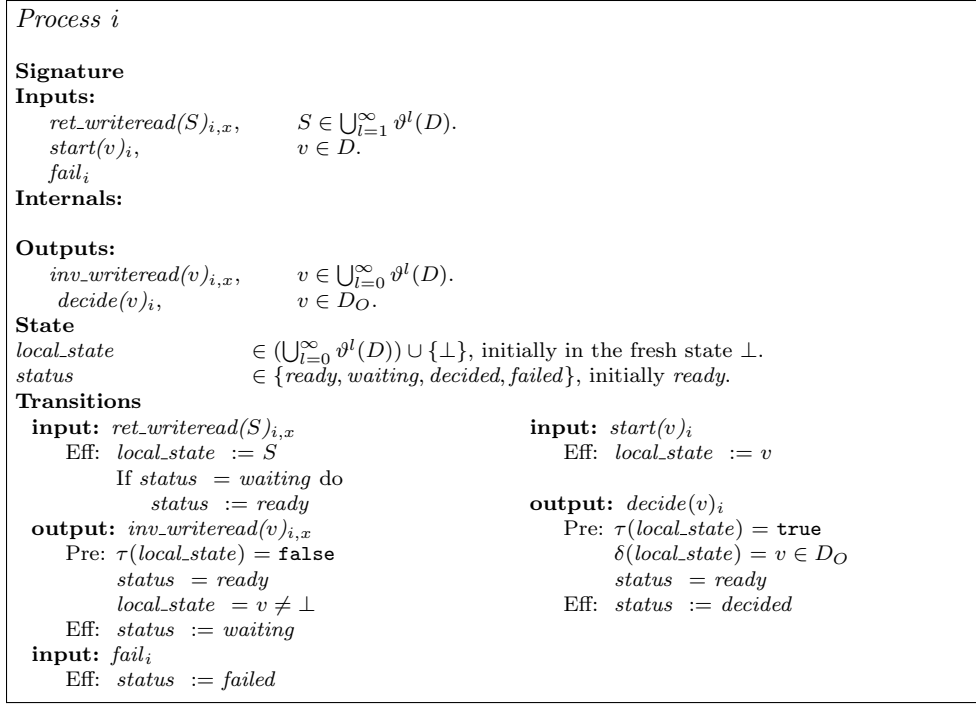 Process i
Signature
Inputs:
ret_writeread(S)_{i,x}, S ∈ ⋃_{l=1}^{∞} ϑ^l(D).
start(v)_i, v ∈ D.
fail_i
Internals:
Outputs:
inv_writeread(v)_{i,x}, v ∈ ⋃_{l=0}^{∞} ϑ^l(D).
decide(v)_i, v ∈ D_O.
State
local_state ∈ (⋃_{l=0}^{∞} ϑ^l(D)) ∪ {⊥}, initially in the fresh state ⊥.
status ∈ {ready, waiting, decided, failed}, initially ready.
Transitions
input: ret_writeread(S)_{i,x}
Eff: local_state := S
If status = waiting do
status := ready
output: inv_writeread(v)_{i,x}
Pre: τ(local_state) = false
status = ready
local_state = v ≠ ⊥
Eff: status := waiting
input: fail_i
Eff: status := failed
input: start(v)_i
Eff: local_state := v
output: decide(v)_i
Pre: τ(local_state) = true
δ(local_state) = v ∈ D_O
status = ready
Eff: status := decided